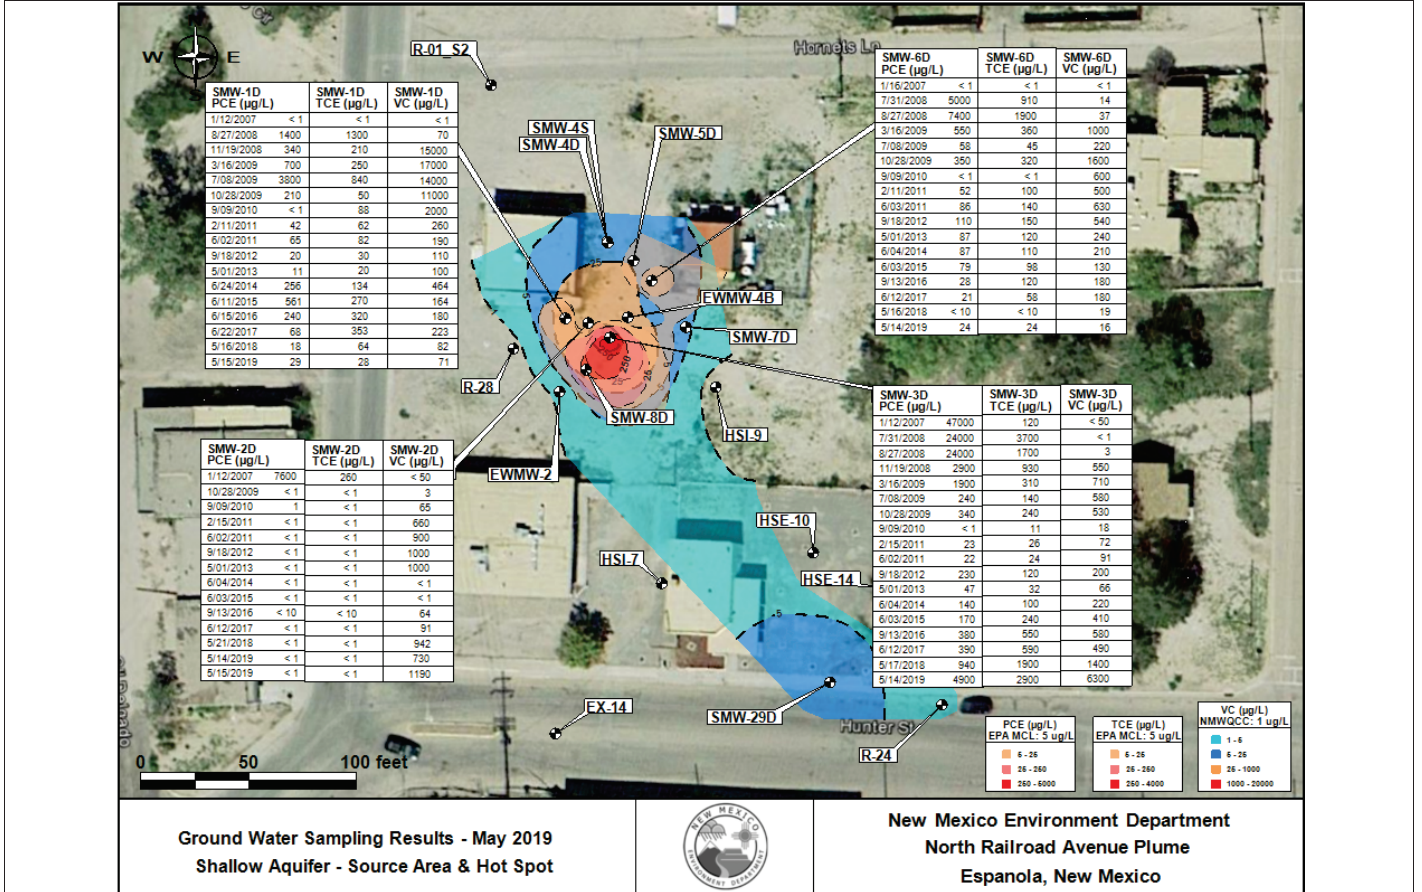 Hornets Ln
W E
R-01_S2
SMW-1D PCE (µg/L) SMW-1D TCE (µg/L) SMW-1D VC (µg/L)
1/12/2007 < 1 < 1 < 1
8/27/2008 1400 1300 70
11/19/2008 340 210 15000
3/16/2009 700 250 17000
7/08/2009 3800 840 14000
10/28/2009 210 50 11000
9/09/2010 < 1 88 2000
2/11/2011 42 62 260
6/02/2011 65 82 190
9/18/2012 20 30 110
5/01/2013 11 20 100
6/24/2014 256 134 464
6/11/2015 561 270 164
6/15/2016 240 320 180
6/22/2017 68 353 223
5/16/2018 18 64 82
5/15/2019 29 28 71
SMW-6D PCE (µg/L) SMW-6D TCE (µg/L) SMW-6D VC (µg/L)
1/16/2007 < 1 < 1 < 1
7/31/2008 5000 910 14
8/27/2008 7400 1900 37
3/16/2009 550 360 1000
7/08/2009 58 45 220
10/28/2009 350 320 1600
9/09/2010 < 1 < 1 600
2/11/2011 52 100 500
6/03/2011 86 140 630
9/18/2012 110 150 540
5/01/2013 87 120 240
6/04/2014 87 110 210
6/03/2015 79 98 130
9/13/2016 28 120 180
6/12/2017 21 58 180
5/16/2018 < 10 < 10 19
5/14/2019 24 24 16
SMW-4S
SMW-4D
SMW-5D
EWMW-4B
SMW-7D
R-28
SMW-8D
HSI-9
EWMW-2
25
5
250
25
25
5
SMW-2D PCE (µg/L) SMW-2D TCE (µg/L) SMW-2D VC (µg/L)
1/12/2007 7600 260 < 50
10/28/2009 < 1 < 1 3
9/09/2010 1 < 1 65
2/15/2011 < 1 < 1 660
6/02/2011 < 1 < 1 900
9/18/2012 < 1 < 1 1000
5/01/2013 < 1 < 1 1000
6/04/2014 < 1 < 1 < 1
6/03/2015 < 1 < 1 < 1
9/13/2016 < 10 < 10 64
6/12/2017 < 1 < 1 91
5/21/2018 < 1 < 1 942
5/14/2019 < 1 < 1 730
5/15/2019 < 1 < 1 1190
SMW-3D PCE (µg/L) SMW-3D TCE (µg/L) SMW-3D VC (µg/L)
1/12/2007 47000 120 < 50
7/31/2008 24000 3700 < 1
8/27/2008 24000 1700 3
11/19/2008 2900 930 550
3/16/2009 1900 310 710
7/08/2009 240 140 580
10/28/2009 340 240 530
9/09/2010 < 1 11 18
2/15/2011 23 26 72
6/02/2011 22 24 91
9/18/2012 230 120 200
5/01/2013 47 32 66
6/04/2014 140 100 220
6/03/2015 170 240 410
9/13/2016 380 550 580
6/12/2017 390 590 490
5/17/2018 940 1900 1400
5/14/2019 4900 2900 6300
HSE-10
HSI-7
HSE-14
5
EX-14
SMW-29D
Hunter St
R-24
0 50 100 feet
PCE (µg/L)
EPA MCL: 5 ug/L
5 - 25
25 - 250
250 - 5000
TCE (µg/L)
EPA MCL: 5 ug/L
5 - 25
25 - 250
250 - 4000
VC (µg/L)
NMWQCC: 1 ug/L
1 - 5
5 - 25
25 - 1000
1000 - 20000
Ground Water Sampling Results - May 2019
Shallow Aquifer - Source Area & Hot Spot
NEW MEXICO
ENVIRONMENT DEPARTMENT
New Mexico Environment Department
North Railroad Avenue Plume
Espanola, New Mexico